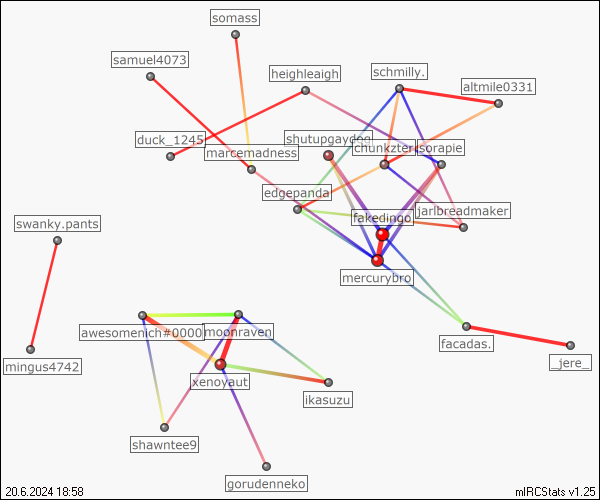 somass
samuel4073
heighleaigh
schmilly.
altmile0331
duck_1245
shutupgaydog
marcemadness
chunkzter
sorapie
edgepanda
jarlbreadmaker
fakedingo
swanky.pants
mercurybro
awesomenich#0000
moonraven
facadas.
mingus4742
_jere_
xenoyaut
ikasuzu
shawntee9
gorudenneko
20.6.2024 18:58
mIRCStats v1.25